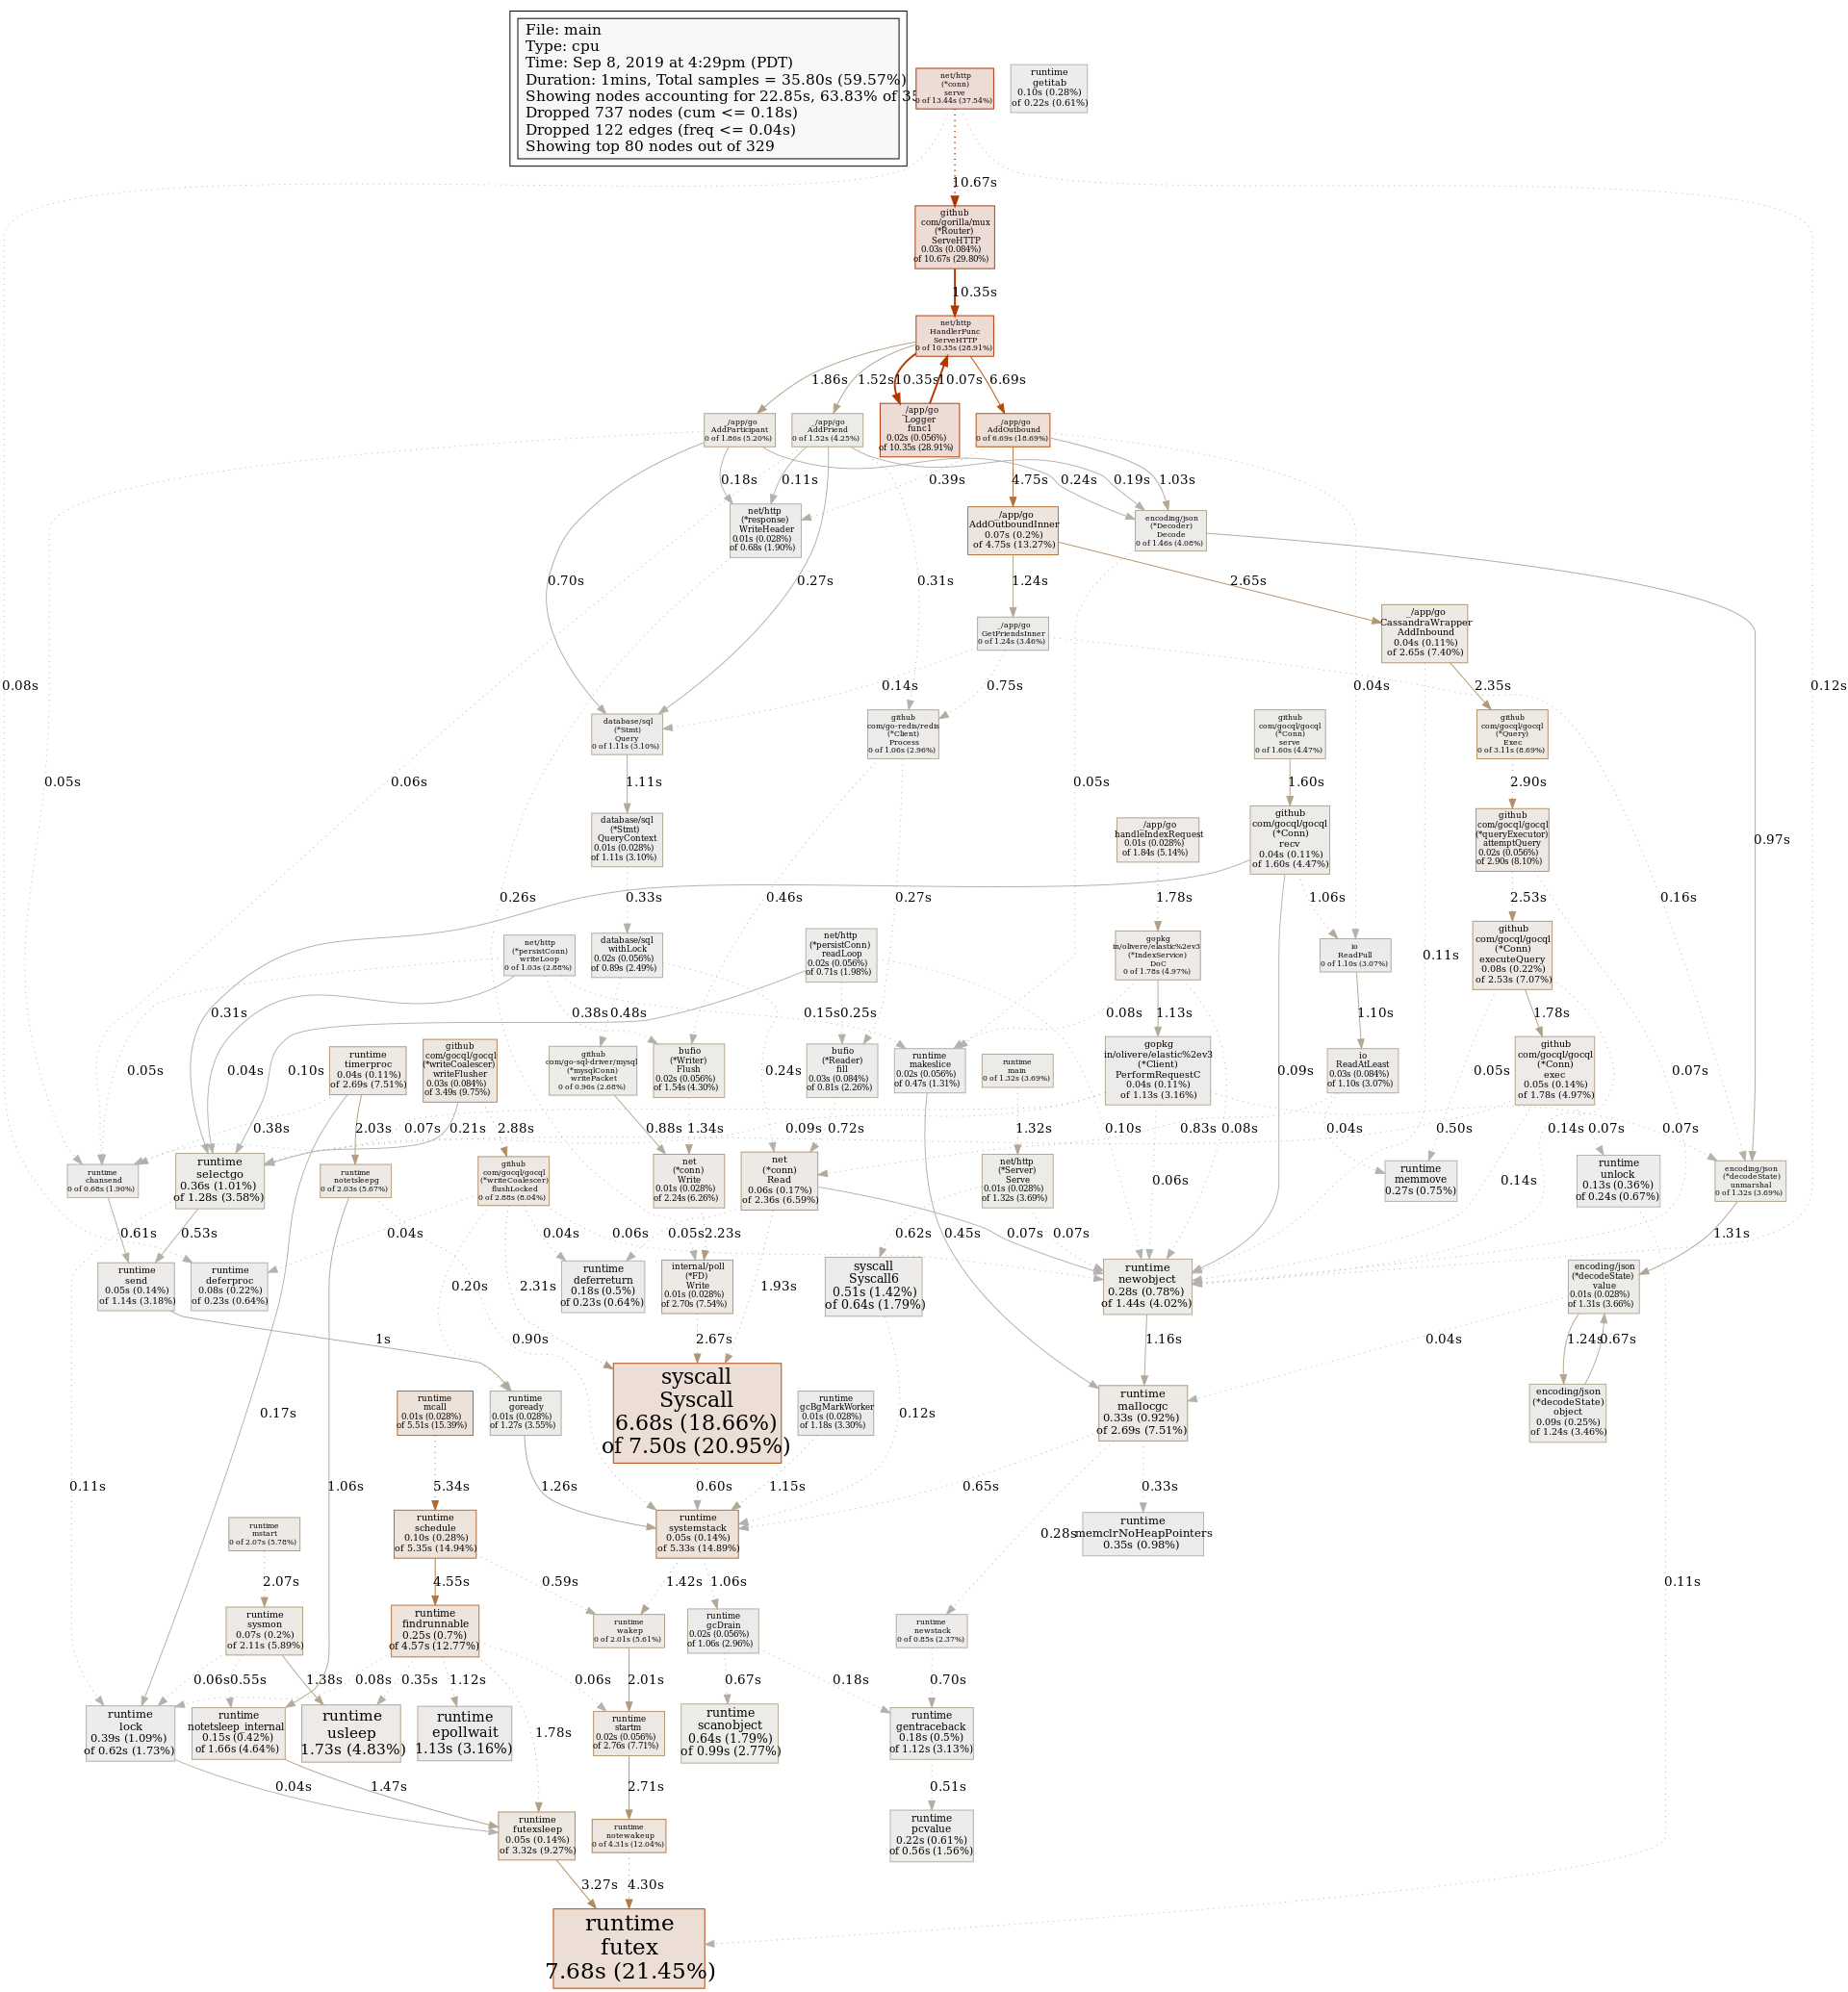 File: main
Type: cpu
Time: Sep 8, 2019 at 4:29pm (PDT)
Duration: 1mins, Total samples = 35.80s (59.57%)
Showing nodes accounting for 22.85s, 63.83% of 35
Dropped 737 nodes (cum <= 0.18s)
Dropped 122 edges (freq <= 0.04s)
Showing top 80 nodes out of 329
net/http
(*conn)
serve
0 of 13.44s (37.54%)
runtime
getitab
0.10s (0.28%)
of 0.22s (0.61%)
10.67s
github
com/gorilla/mux
(*Router)
ServeHTTP
0.03s (0.084%)
of 10.67s (29.80%)
10.35s
net/http
HandlerFunc
ServeHTTP
0 of 10.35s (28.91%)
1.86s
1.52s
10.35s
10.07s
6.69s
_/app/go
AddParticipant
0 of 1.86s (5.20%)
_/app/go
AddFriend
0 of 1.52s (4.25%)
_/app/go
Logger
func1
0.02s (0.056%)
of 10.35s (28.91%)
_/app/go
AddOutbound
0 of 6.69s (18.69%)
0.18s
0.11s
0.39s
4.75s
0.24s
0.19s
1.03s
net/http
(*response)
WriteHeader
0.01s (0.028%)
of 0.68s (1.90%)
_/app/go
AddOutboundInner
0.07s (0.2%)
of 4.75s (13.27%)
encoding/json
(*Decoder)
Decode
0 of 1.46s (4.08%)
0.70s
0.27s
0.31s
1.24s
2.65s
_/app/go
GetFriendsInner
0 of 1.24s (3.46%)
_/app/go
CassandraWrapper
AddInbound
0.04s (0.11%)
of 2.65s (7.40%)
0.08s
0.14s
0.75s
0.04s
2.35s
0.12s
database/sql
(*Stmt)
Query
0 of 1.11s (3.10%)
github
com/go-redis/redis
(*Client)
Process
0 of 1.06s (2.96%)
github
com/gocql/gocql
(*Conn)
serve
0 of 1.60s (4.47%)
github
com/gocql/gocql
(*Query)
Exec
0 of 3.11s (8.69%)
0.05s
0.06s
1.11s
0.05s
1.60s
2.90s
database/sql
(*Stmt)
QueryContext
0.01s (0.028%)
of 1.11s (3.10%)
_/app/go
handleIndexRequest
0.01s (0.028%)
of 1.84s (5.14%)
github
com/gocql/gocql
(*Conn)
recv
0.04s (0.11%)
of 1.60s (4.47%)
github
com/gocql/gocql
(*queryExecutor)
attemptQuery
0.02s (0.056%)
of 2.90s (8.10%)
0.97s
0.26s
0.33s
0.46s
0.27s
1.78s
1.06s
2.53s
0.16s
net/http
(*persistConn)
writeLoop
0 of 1.03s (2.88%)
database/sql
withLock
0.02s (0.056%)
of 0.89s (2.49%)
net/http
(*persistConn)
readLoop
0.02s (0.056%)
of 0.71s (1.98%)
gopkg
in/olivere/elastic%2ev3
(*IndexService)
DoC
0 of 1.78s (4.97%)
io
ReadFull
0 of 1.10s (3.07%)
0.11s
github
com/gocql/gocql
(*Conn)
executeQuery
0.08s (0.22%)
of 2.53s (7.07%)
0.31s
0.38s
0.48s
0.15s
0.25s
0.08s
1.13s
1.10s
1.78s
runtime
timerproc
0.04s (0.11%)
of 2.69s (7.51%)
github
com/gocql/gocql
(*writeCoalescer)
writeFlusher
0.03s (0.084%)
of 3.49s (9.75%)
github
com/go-sql-driver/mysql
(*mysqlConn)
writePacket
0 of 0.96s (2.68%)
bufio
(*Writer)
Flush
0.02s (0.056%)
of 1.54s (4.30%)
bufio
(*Reader)
fill
0.03s (0.084%)
of 0.81s (2.26%)
runtime
makeslice
0.02s (0.056%)
of 0.47s (1.31%)
runtime
main
0 of 1.32s (3.69%)
gopkg
in/olivere/elastic%2ev3
(*Client)
PerformRequestC
0.04s (0.11%)
of 1.13s (3.16%)
io
ReadAtLeast
0.03s (0.084%)
of 1.10s (3.07%)
github
com/gocql/gocql
(*Conn)
exec
0.05s (0.14%)
of 1.78s (4.97%)
0.05s
0.04s
0.10s
0.24s
0.09s
0.05s
0.07s
0.38s
2.03s
0.07s
0.21s
2.88s
0.88s
1.34s
0.09s
0.72s
1.32s
0.10s
0.83s
0.08s
0.04s
0.50s
0.14s
0.07s
0.07s
runtime
chansend
0 of 0.68s (1.90%)
runtime
selectgo
0.36s (1.01%)
of 1.28s (3.58%)
runtime
notetsleepg
0 of 2.03s (5.67%)
github
com/gocql/gocql
(*writeCoalescer)
flushLocked
0 of 2.88s (8.04%)
net
(*conn)
Write
0.01s (0.028%)
of 2.24s (6.26%)
net
(*conn)
Read
0.06s (0.17%)
of 2.36s (6.59%)
net/http
(*Server)
Serve
0.01s (0.028%)
of 1.32s (3.69%)
0.06s
runtime
memmove
0.27s (0.75%)
0.14s
runtime
unlock
0.13s (0.36%)
of 0.24s (0.67%)
encoding/json
(*decodeState)
unmarshal
0 of 1.32s (3.69%)
0.61s
0.53s
0.04s
0.04s
0.06s
0.05s
2.23s
0.62s
0.07s
0.07s
1.31s
runtime
send
0.05s (0.14%)
of 1.14s (3.18%)
runtime
deferproc
0.08s (0.22%)
of 0.23s (0.64%)
0.20s
2.31s
runtime
deferreturn
0.18s (0.5%)
of 0.23s (0.64%)
internal/poll
(*FD)
Write
0.01s (0.028%)
of 2.70s (7.54%)
1.93s
syscall
Syscall6
0.51s (1.42%)
of 0.64s (1.79%)
0.45s
runtime
newobject
0.28s (0.78%)
of 1.44s (4.02%)
encoding/json
(*decodeState)
value
0.01s (0.028%)
of 1.31s (3.66%)
1s
0.90s
2.67s
1.16s
0.04s
1.24s
0.67s
runtime
mcall
0.01s (0.028%)
of 5.51s (15.39%)
runtime
goready
0.01s (0.028%)
of 1.27s (3.55%)
syscall
Syscall
6.68s (18.66%)
of 7.50s (20.95%)
runtime
gcBgMarkWorker
0.01s (0.028%)
of 1.18s (3.30%)
0.12s
runtime
mallocgc
0.33s (0.92%)
of 2.69s (7.51%)
encoding/json
(*decodeState)
object
0.09s (0.25%)
of 1.24s (3.46%)
0.17s
0.11s
1.06s
5.34s
1.26s
0.60s
1.15s
0.65s
0.33s
runtime
mstart
0 of 2.07s (5.78%)
runtime
schedule
0.10s (0.28%)
of 5.35s (14.94%)
runtime
systemstack
0.05s (0.14%)
of 5.33s (14.89%)
0.28s
runtime
memclrNoHeapPointers
0.35s (0.98%)
2.07s
4.55s
0.59s
1.42s
1.06s
0.11s
runtime
sysmon
0.07s (0.2%)
of 2.11s (5.89%)
runtime
findrunnable
0.25s (0.7%)
of 4.57s (12.77%)
runtime
wakep
0 of 2.01s (5.61%)
runtime
gcDrain
0.02s (0.056%)
of 1.06s (2.96%)
runtime
newstack
0 of 0.85s (2.37%)
0.06s
0.55s
1.38s
0.08s
0.35s
1.12s
0.06s
2.01s
0.67s
0.18s
0.70s
runtime
lock
0.39s (1.09%)
of 0.62s (1.73%)
runtime
notetsleep_internal
0.15s (0.42%)
of 1.66s (4.64%)
runtime
usleep
1.73s (4.83%)
runtime
epollwait
1.13s (3.16%)
1.78s
runtime
startm
0.02s (0.056%)
of 2.76s (7.71%)
runtime
scanobject
0.64s (1.79%)
of 0.99s (2.77%)
runtime
gentraceback
0.18s (0.5%)
of 1.12s (3.13%)
0.04s
1.47s
2.71s
0.51s
runtime
futexsleep
0.05s (0.14%)
of 3.32s (9.27%)
runtime
notewakeup
0 of 4.31s (12.04%)
runtime
pcvalue
0.22s (0.61%)
of 0.56s (1.56%)
3.27s
4.30s
runtime
futex
7.68s (21.45%)